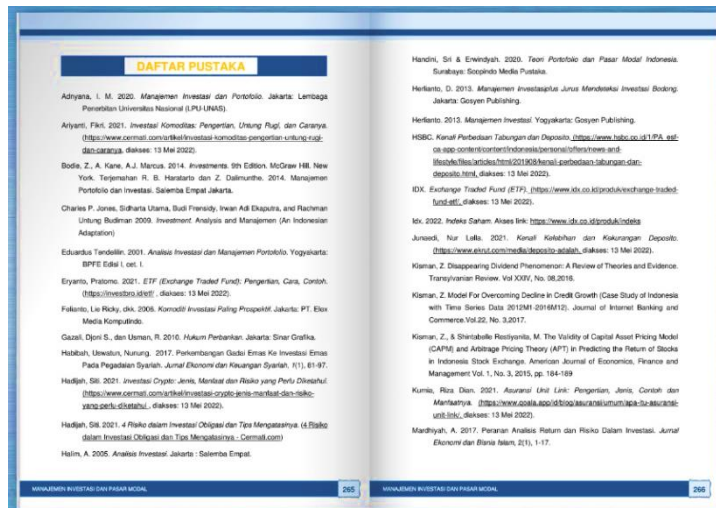 DAFTAR PUSTAKA
Adnyana, I. M. 2020. Manajemen Investasi dan Portofolio. Jakarta: Lembaga
Penerbitan Universitas Nasional (LPU-UNAS).
Ariyanti, Fikri. 2021. Investasi Komoditas: Pengertian, Untung Rugi, dan Caranya.
(https://www.cermati.com/artikel/investasi-komoditas-pengertian-untung-rugi-
dan-caranya, diakses: 13 Mei 2022).
Bodie, Z., A. Kane, A.J. Marcus. 2014. Investments. 9th Edition. McGraw Hill. New
York. Terjemahan R. B. Haratarto dan Z. Dalimunthe. 2014. Manajemen
Portofolio dan Investasi. Salemba Empat Jakarta.
Charles P. Jones, Sidharta Utama, Budi Frensidy, Irwan Adi Ekaputra, and Rachman
Untung Budiman 2009. Investment. Analysis and Manajemen (An Indonesian
Adaptation)
Eduardus Tendelilin. 2001. Analisis Investasi dan Manajemen Portofolio. Yogyakarta:
BPFE Edisi I, cet. I.
Eryanto, Pratomo. 2021. ETF (Exchange Traded Fund): Pengertian, Cara, Contoh.
(https://investbro.id/etf/ , diakses: 13 Mei 2022).
Felianto, Lie Ricky, dkk. 2006. Komoditi Investasi Paling Prospektif. Jakarta: PT. Elex
Media Komputindo.
Gazali, Djoni S., dan Usman, R. 2010. Hukum Perbankan. Jakarta: Sinar Grafika.
Habibah, Uswatun, Nurung. 2017. Perkembangan Gadai Emas Ke Investasi Emas
Pada Pegadaian Syariah. Jurnal Ekonomi dan Keuangan Syariah, 1(1), 81-97.
Hadijah, Siti. 2021. Investasi Crypto: Jenis, Manfaat dan Risiko yang Perlu Diketahui.
(https://www.cermati.com/artikel/investasi-crypto-jenis-manfaat-dan-risiko-
yang-perlu-diketahui , diakses: 13 Mei 2022).
Hadijah, Siti. 2021. 4 Risiko dalam Investasi Obligasi dan Tips Mengatasinya. (4 Risiko
dalam Investasi Obligasi dan Tips Mengatasinya - Cermati.com)
Halim, A. 2005. Analisis Investasi. Jakarta : Salemba Empat.
MANAJEMEN INVESTASI DAN PASAR MODAL 265
Handini, Sri & Erwindyah. 2020. Teori Portofolio dan Pasar Modal Indonesia.
Surabaya: Scopindo Media Pustaka.
Herlianto, D. 2013. Manajemen Investasiplus Jurus Mendeteksi Investasi Bodong.
Jakarta: Gosyen Publishing.
Herlianto. 2013. Manajemen Investasi. Yogyakarta: Gosyen Publishing.
HSBC. Kenali Perbedaan Tabungan dan Deposito. (https://www.hsbc.co.id/1/PA_esf-
ca-app-content/content/indonesia/personal/offers/news-and-
lifestyle/files/articles/html/201908/kenali-perbedaan-tabungan-dan-
deposito.html, diakses: 13 Mei 2022).
IDX. Exchange Traded Fund (ETF). (https://www.idx.co.id/produk/exchange-traded-
fund-etf/, diakses: 13 Mei 2022).
Idx. 2022. Indeks Saham. Akses link: https://www.idx.co.id/produk/indeks
Junaedi, Nur Lella. 2021. Kenali Kelebihan dan Kekurangan Deposito.
(https://www.ekrut.com/media/deposito-adalah, diakses: 13 Mei 2022).
Kisman, Z. Disappearing Dividend Phenomenon: A Review of Theories and Evidence.
Transylvanian Review. Vol XXIV, No. 08,2016.
Kisman, Z. Model For Overcoming Decline in Credit Growth (Case Study of Indonesia
with Time Series Data 2012M1-2016M12). Journal of Internet Banking and
Commerce.Vol.22, No. 3,2017.
Kisman, Z., & Shintabelle Restiyanita, M. The Validity of Capital Asset Pricing Model
(CAPM) and Arbitrage Pricing Theory (APT) in Predicting the Return of Stocks
in Indonesia Stock Exchange. American Journal of Economics, Finance and
Management Vol. 1, No. 3, 2015, pp. 184-189
Kurnia, Riza Dian. 2021. Asuransi Unit Link: Pengertian, Jenis, Contoh dan
Manfaatnya. (https://www.qoala.app/id/blog/asuransi/umum/apa-itu-asuransi-
unit-link/, diakses: 13 Mei 2022).
Mardhiyah, A. 2017. Peranan Analisis Return dan Risiko Dalam Investasi. Jurnal
Ekonomi dan Bisnis Islam, 2(1), 1-17.
MANAJEMEN INVESTASI DAN PASAR MODAL 266